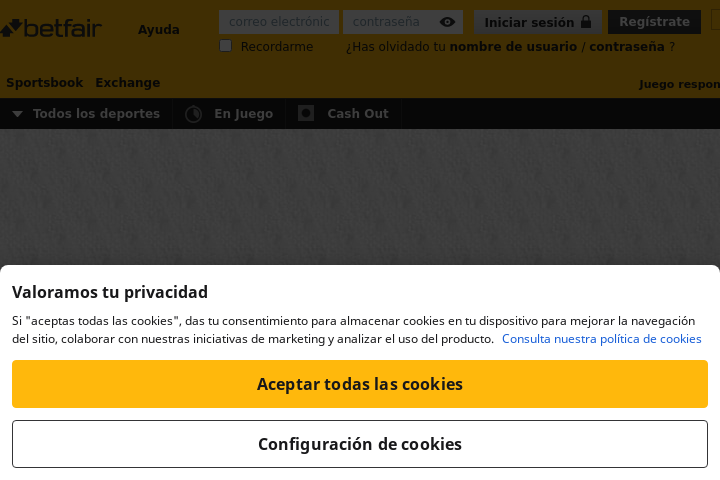 betfair
Ayuda
correo electrónic
contraseña
Iniciar sesión
Regístrate
Recordarme
¿Has olvidado tu nombre de usuario / contraseña ?
Sportsbook Exchange
Juego respon
Todos los deportes
En Juego
Cash Out
Valoramos tu privacidad
Si "aceptas todas las cookies", das tu consentimiento para almacenar cookies en tu dispositivo para mejorar la navegación
del sitio, colaborar con nuestras iniciativas de marketing y analizar el uso del producto. Consulta nuestra política de cookies
Aceptar todas las cookies
Configuración de cookies